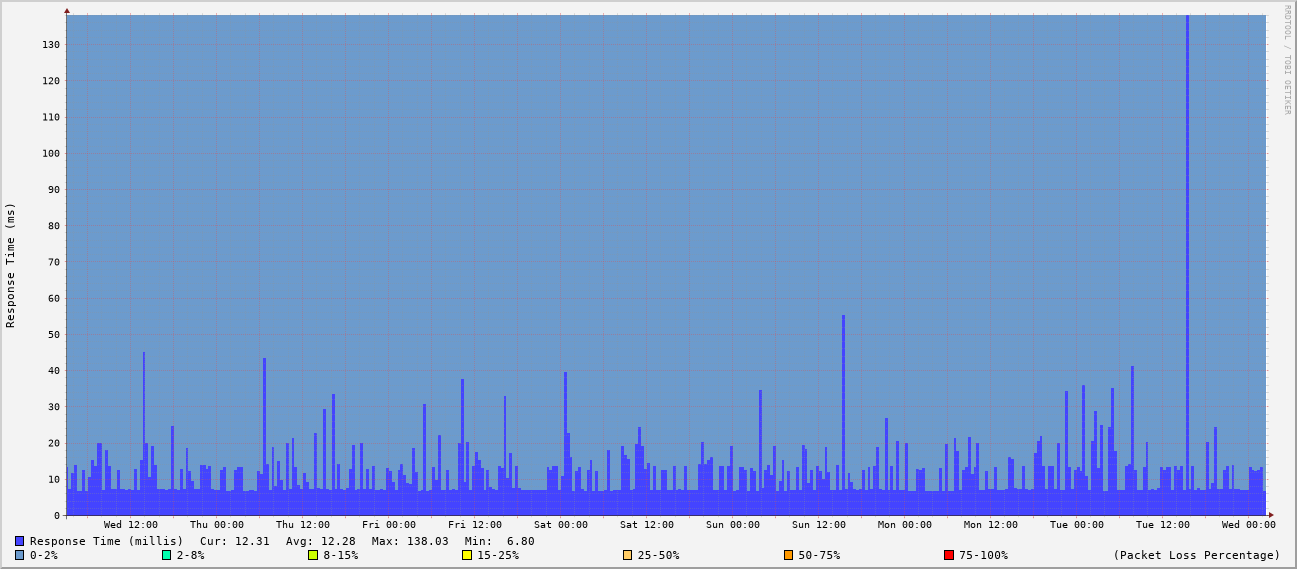 RRDTOOL / TOBI OETIKER
Response Time (ms)
130
120
110
100
90
80
70
60
50
40
30
20
10
0
Wed 12:00 Thu 00:00 Thu 12:00 Fri 00:00 Fri 12:00 Sat 00:00 Sat 12:00 Sun 00:00 Sun 12:00 Mon 00:00 Mon 12:00 Tue 00:00 Tue 12:00 Wed 00:00
Response Time (millis) Cur: 12.31 Avg: 12.28 Max: 138.03 Min: 6.80
0-2% 2-8% 8-15% 15-25% 25-50% 50-75% 75-100% (Packet Loss Percentage)